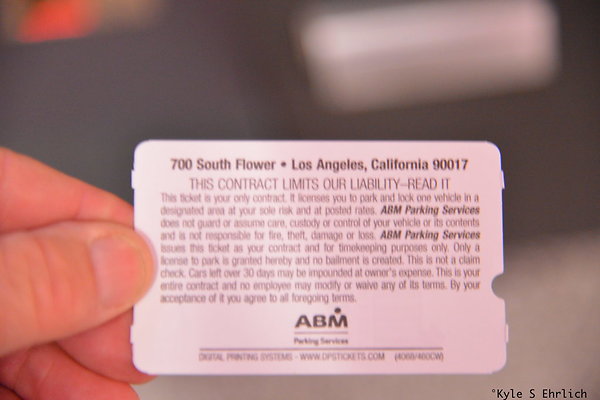 700 South Flower • Los Angeles, California 90017
THIS CONTRACT LIMITS OUR LIABILITY–READ IT
This ticket is your only contract. It licenses you to park and lock one vehicle in a
designated area at your sole risk and at posted rates. ABM Parking Services
does not guard or assume care, custody or control of your vehicle or its contents
and is not responsible for fire, theft, damage or loss. ABM Parking Services
issues this ticket as your contract and for timekeeping purposes only. Only a
license to park is granted hereby and no bailment is created. This is not a claim
check. Cars left over 30 days may be impounded at owner's expense. This is your
entire contract and no employee may modify or waive any of its terms. By your
acceptance of it you agree to all foregoing terms.
ABM
Parking Services
DIGITAL PRINTING SYSTEMS - WWW.DPSTICKETS.COM (4068/460CW)
°Kyle S Ehrlich